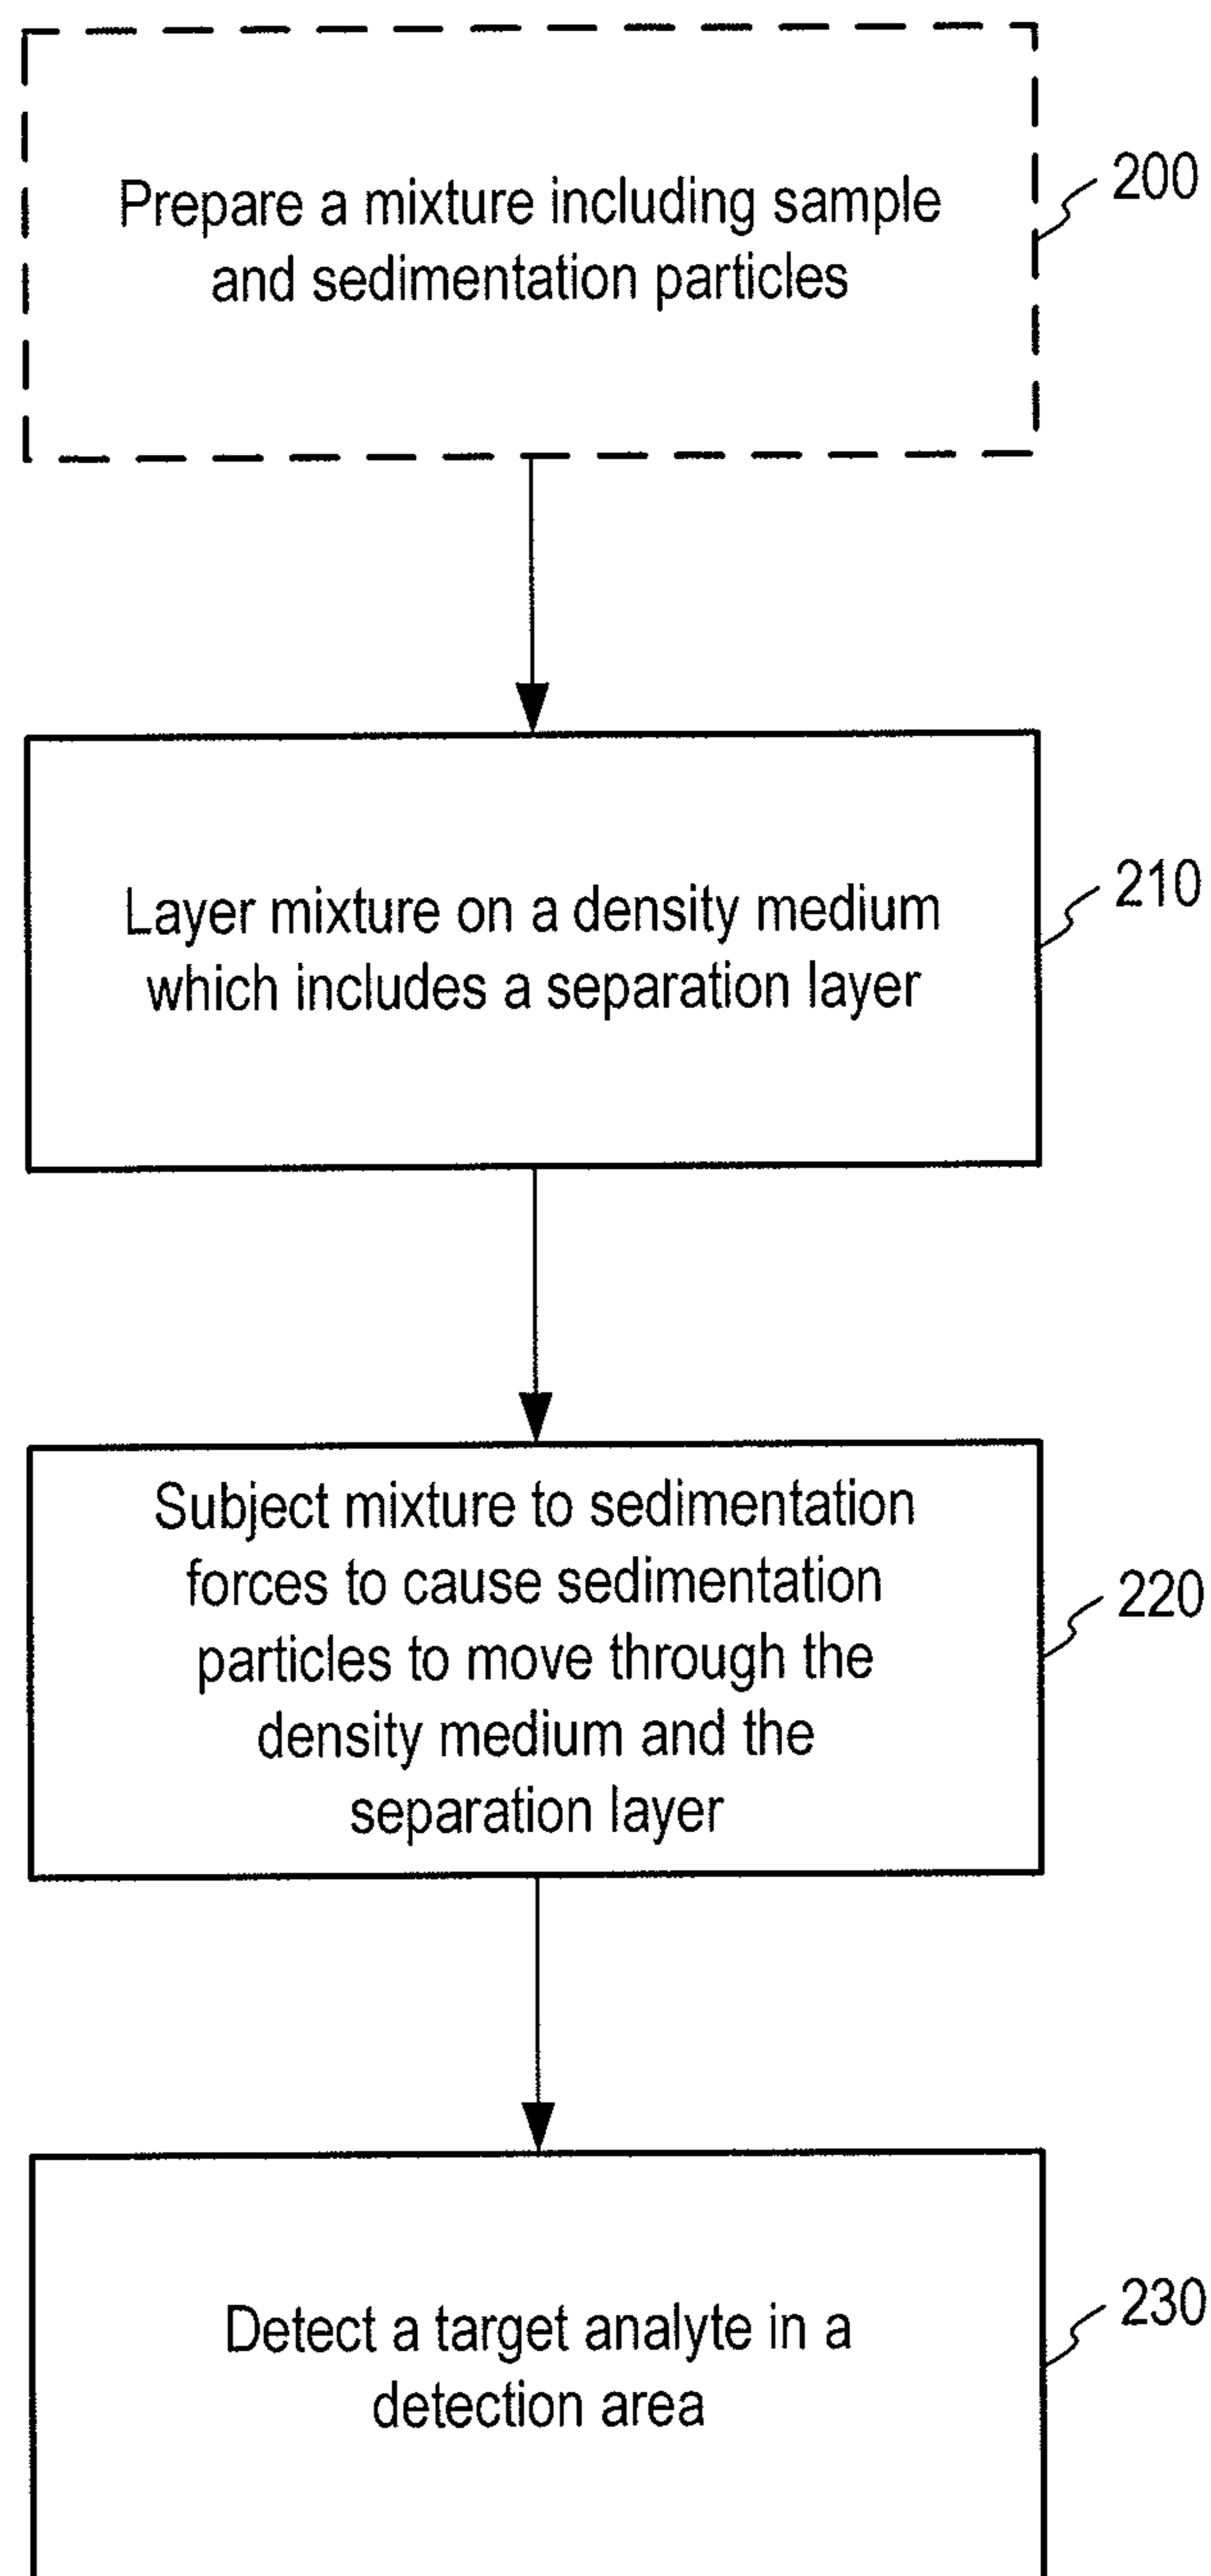 Prepare a mixture including sample
and sedimentation particles
200
Layer mixture on a density medium
which includes a separation layer
210
Subject mixture to sedimentation
forces to cause sedimentation
particles to move through the
density medium and the
separation layer
220
Detect a target analyte in a
detection area
230